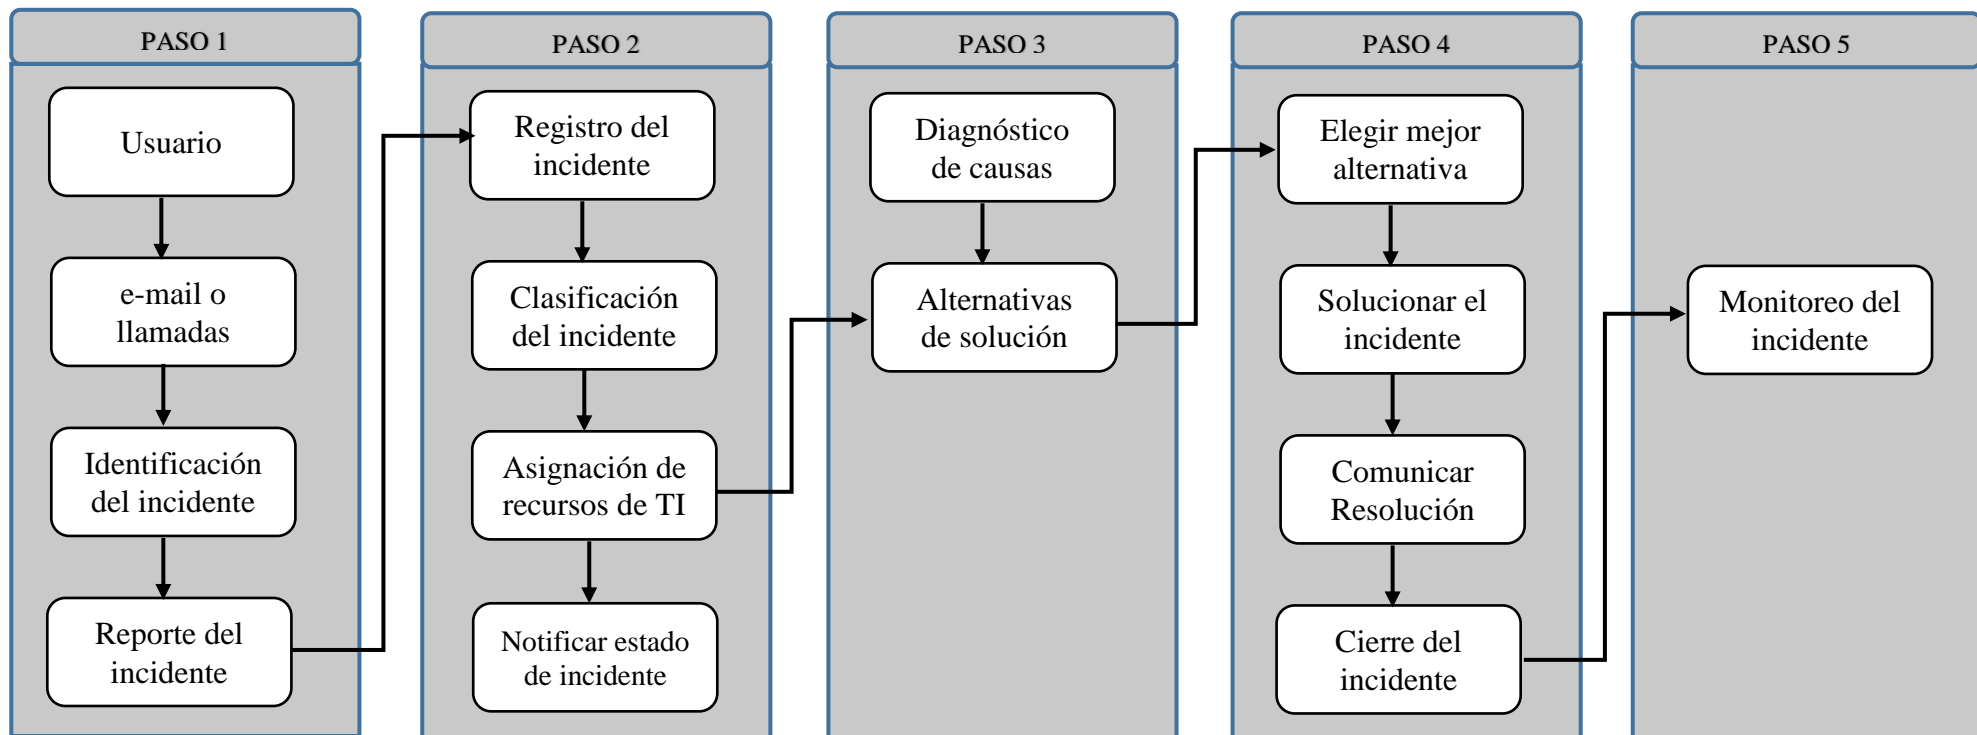 PASO 1
Usuario
e-mail o
llamadas
Identificación
del incidente
Reporte del
incidente
PASO 2
Registro del
incidente
Clasificación
del incidente
Asignación de
recursos de TI
Notificar estado
de incidente
PASO 3
Diagnóstico
de causas
Alternativas
de solución
PASO 4
Elegir mejor
alternativa
Solucionar el
incidente
Comunicar
Resolución
Cierre del
incidente
PASO 5
Monitoreo del
incidente